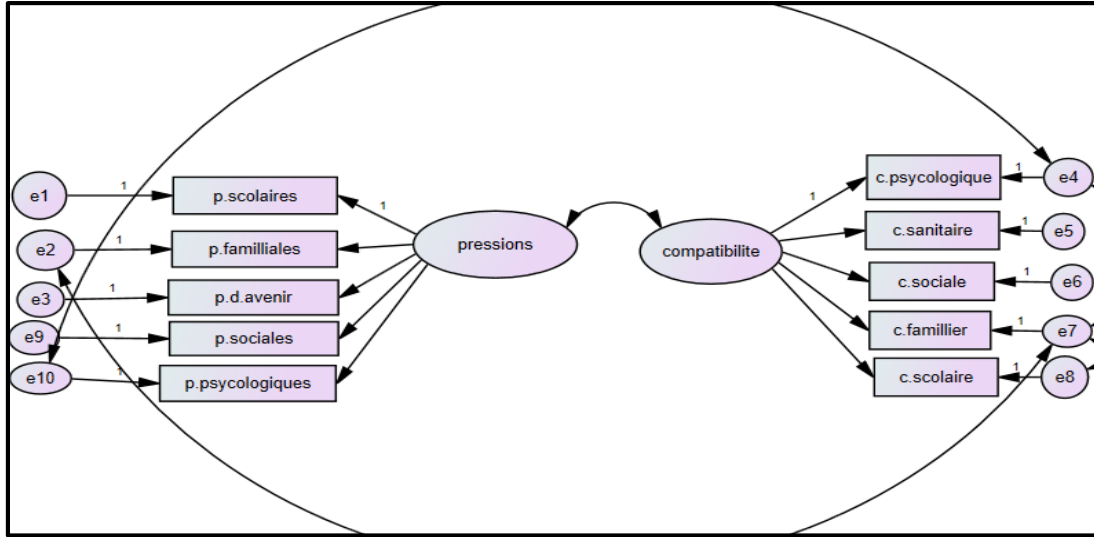 e1
1
p.scolaires
1
e2
1
p.familliales
e3
1
p.d.avenir
e9
1
p.sociales
e10
1
p.psycologiques
pressions
compatibilite
1
c.psycologique
1
e4
c.sanitaire
1
e5
c.sociale
1
e6
c.famillier
1
e7
c.scolaire
1
e8